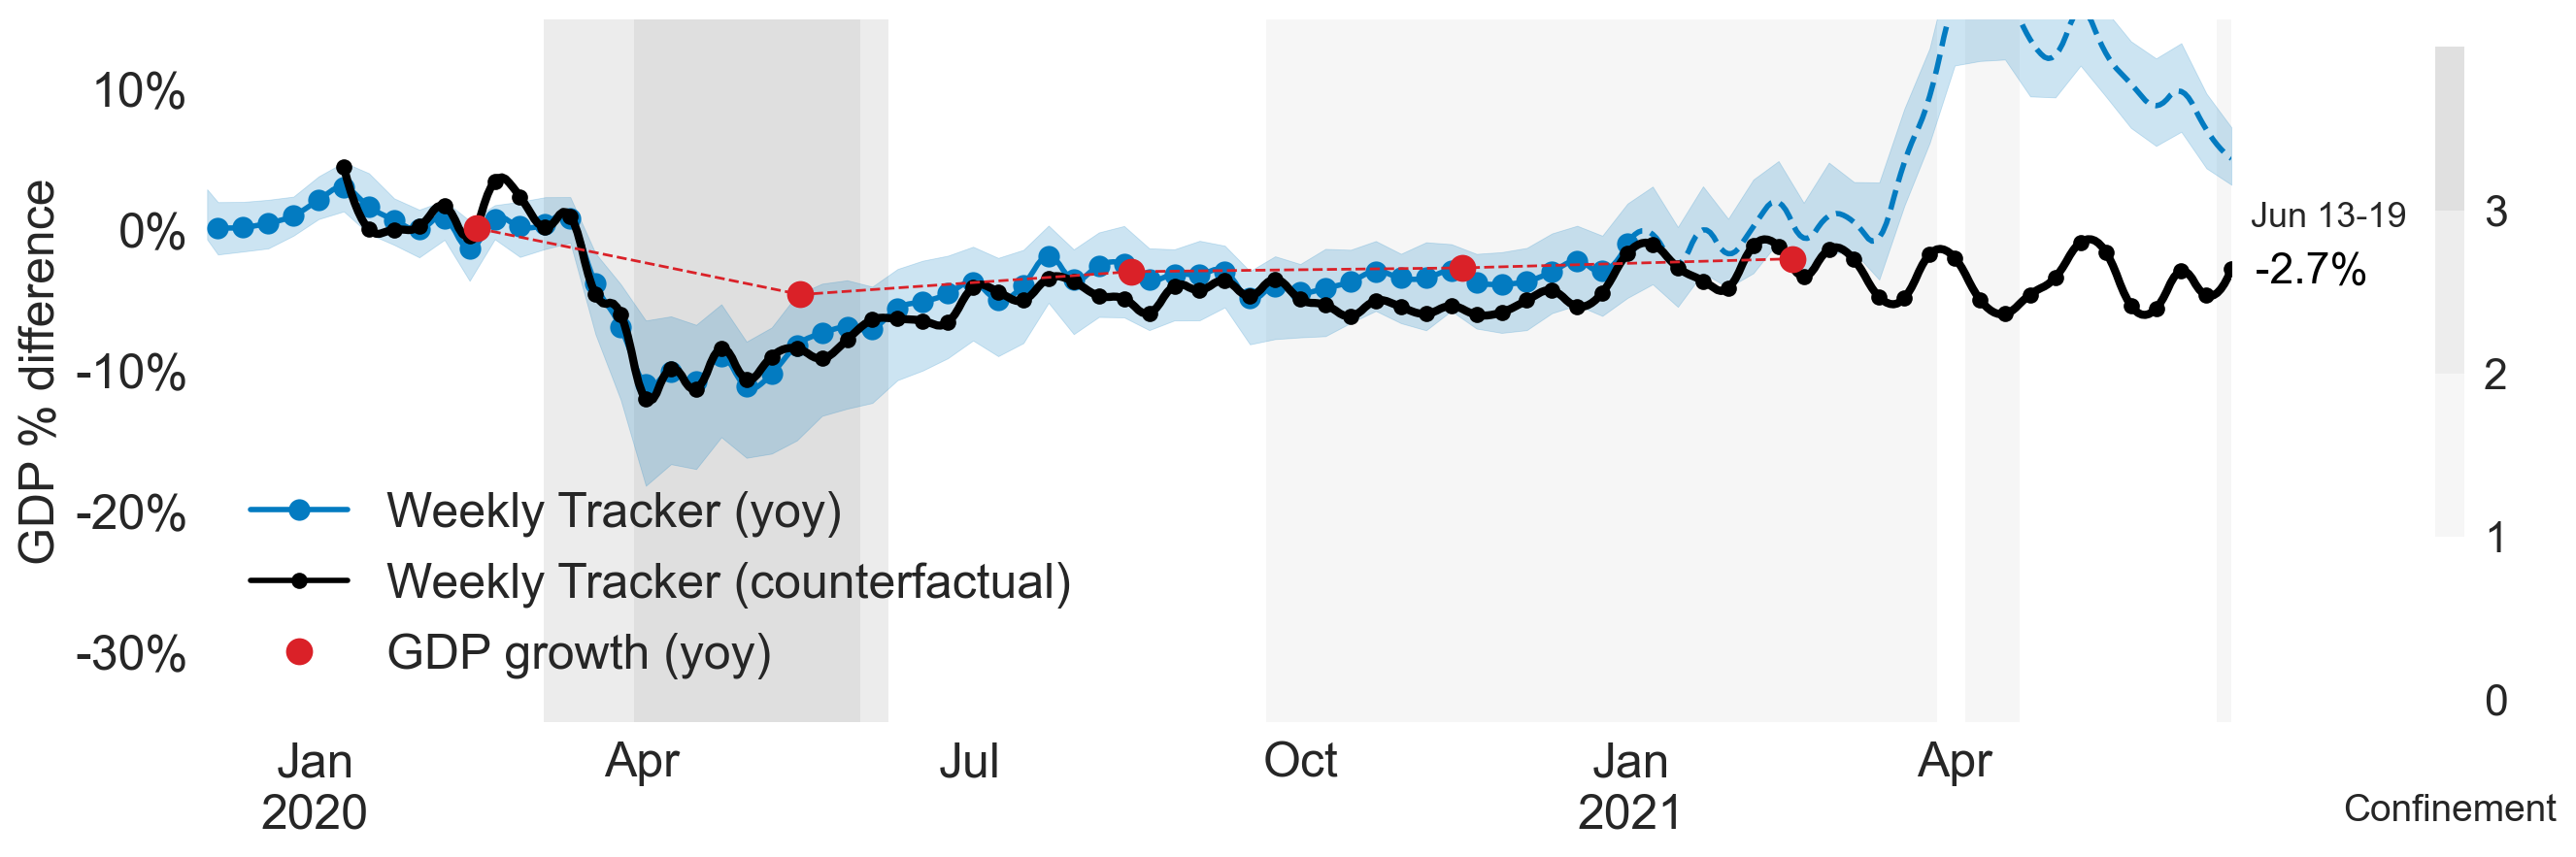 GDP % difference
10%
0%
-10%
-20%
-30%
Weekly Tracker (yoy)
Weekly Tracker (counterfactual)
GDP growth (yoy)
Jun 13-19
-2.7%
3
2
1
0
Jan
2020
Apr
Jul
Oct
Jan
2021
Apr
Confinement